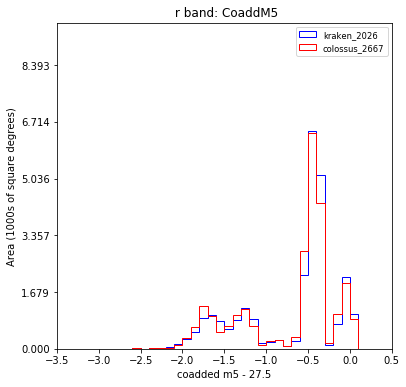 r band: CoaddM5
kraken_2026
colossus_2667
8.393
6.714
5.036
3.357
1.679
0.000
Area (1000s of square degrees)
−3.5 −3.0 −2.5 −2.0 −1.5 −1.0 −0.5 0.0 0.5
coadded m5 - 27.5